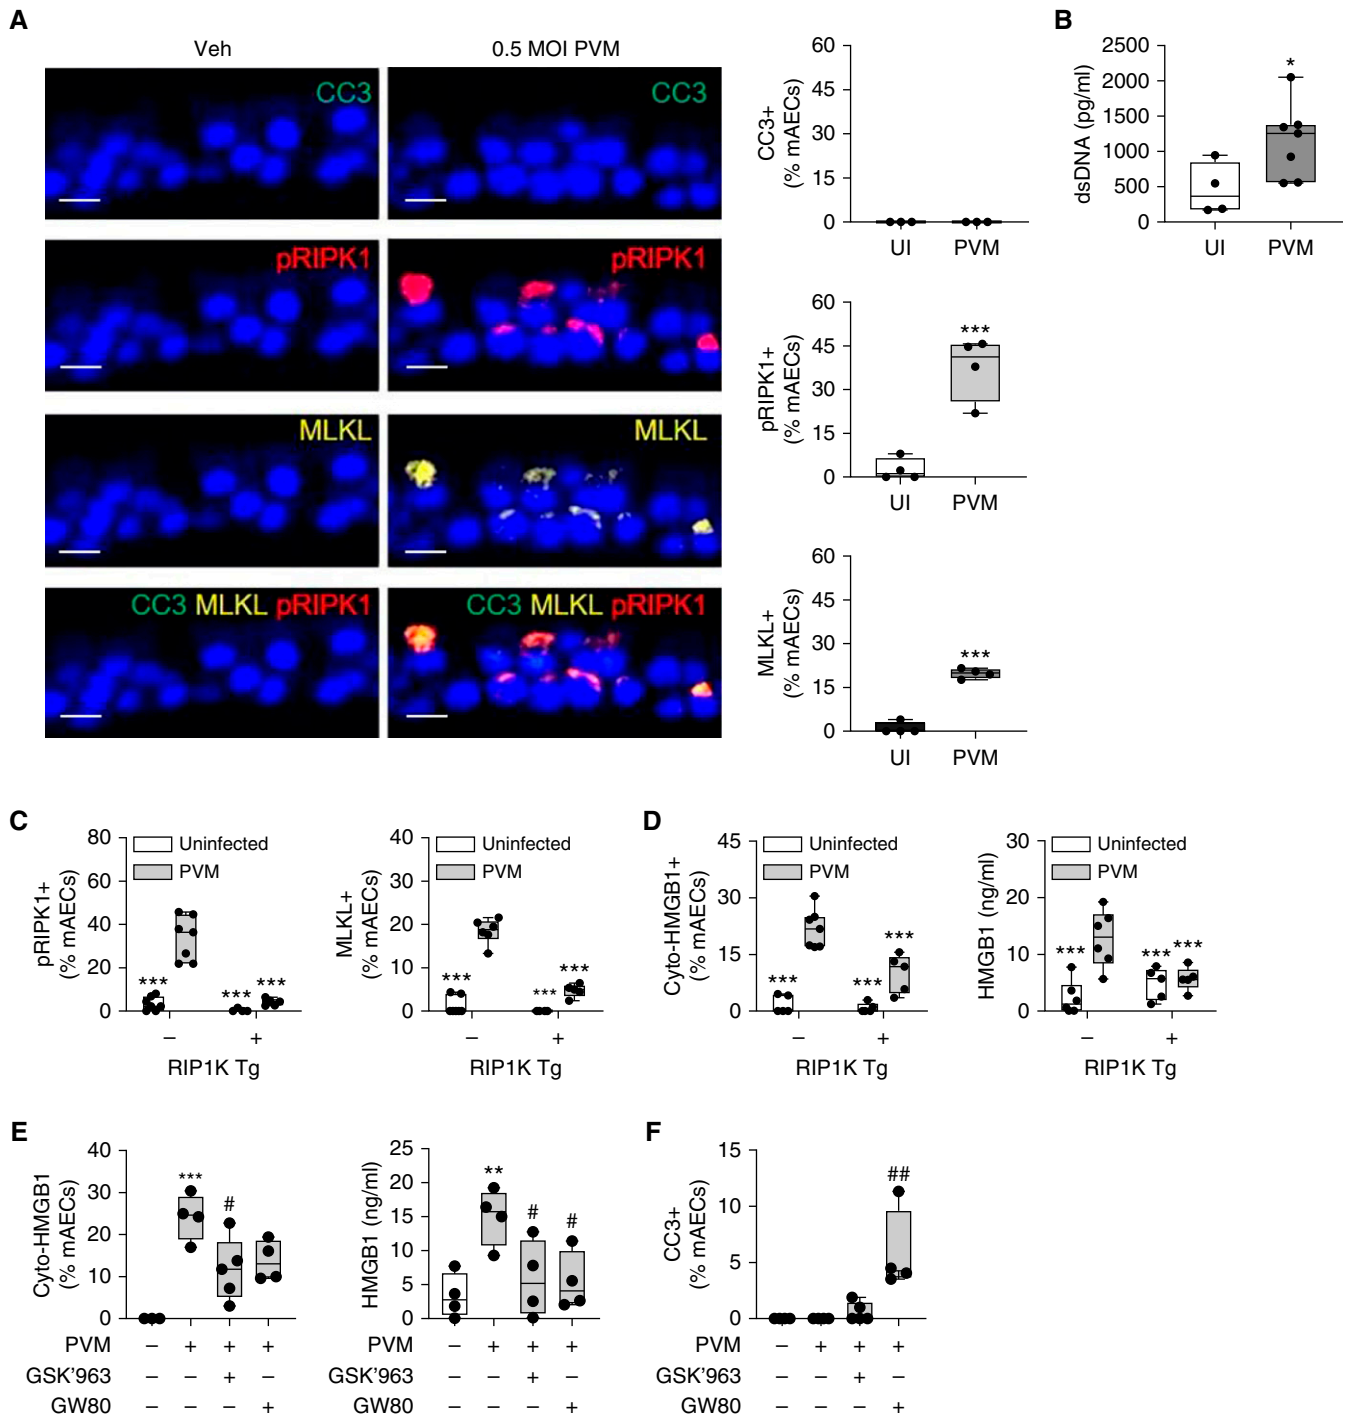 A
Veh
0.5 MOI PVM
CC3
CC3
pRIPK1
pRIPK1
MLKL
MLKL
CC3 MLKL pRIPK1
CC3 MLKL pRIPK1
CC3+
(% mAECs)
60
45
30
15
0
UI PVM
pRIPK1+
(% mAECs)
60
45
30
15
0
***
UI PVM
MLKL+
(% mAECs)
60
45
30
15
0
***
UI PVM
B
dsDNA (pg/ml)
2500
2000
1500
1000
500
0
*
UI PVM
C
pRIPK1+
(% mAECs)
80
60
40
20
0
Uninfected
PVM
*** *** ***
– +
RIP1K Tg
MLKL+
(% mAECs)
40
30
20
10
0
Uninfected
PVM
*** *** ***
– +
RIP1K Tg
D
Cyto-HMGB1+
(% mAECs)
45
30
15
0
Uninfected
PVM
*** *** ***
– +
RIP1K Tg
HMGB1 (ng/ml)
30
20
10
0
Uninfected
PVM
*** *** ***
– +
RIP1K Tg
E
Cyto-HMGB1
(% mAECs)
40
30
20
10
0
*** #
PVM – + + +
GSK'963 – – + –
GW80 – – – +
HMGB1 (ng/ml)
25
20
15
10
5
0
** # #
– + + +
– – + –
– – – +
F
CC3+
(% mAECs)
15
10
5
0
##
PVM – + + +
GSK'963 – – + –
GW80 – – – +